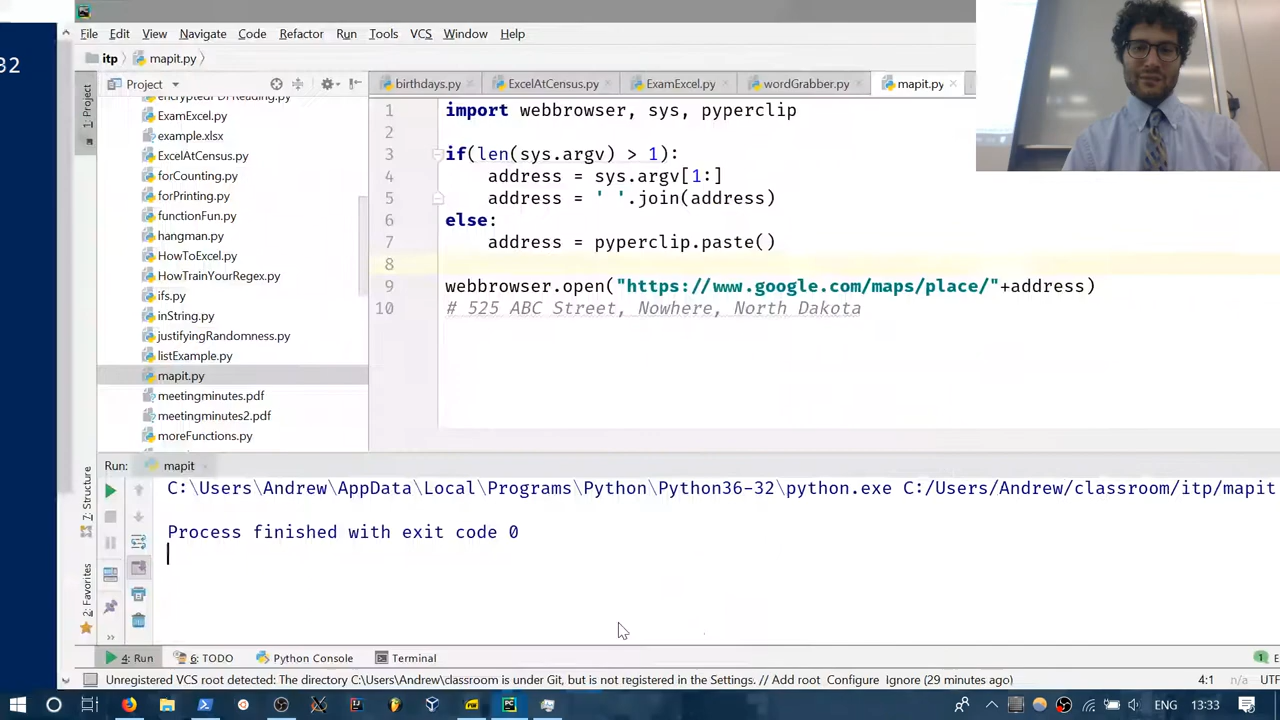 32
File Edit View Navigate Code Refactor Run Tools VCS Window Help
itp mapit.py
Project
birthdays.py ExcelAtCensus.py ExamExcel.py wordGrabber.py mapit.py
1: Project
ExamExcel.py
example.xlsx
ExcelAtCensus.py
forCounting.py
forPrinting.py
functionFun.py
hangman.py
HowToExcel.py
HowTrainYourRegex.py
ifs.py
inString.py
justifyingRandomness.py
listExample.py
mapit.py
meetingminutes.pdf
meetingminutes2.pdf
moreFunctions.py
1 import webbrowser, sys, pyperclip
2
3 if(len(sys.argv) > 1):
4 address = sys.argv[1:]
5 address = ' '.join(address)
6 else:
7 address = pyperclip.paste()
8
9 webbrowser.open("https://www.google.com/maps/place/"+address)
10 # 525 ABC Street, Nowhere, North Dakota
7: Structure
2: Favorites
Run: mapit
C:\Users\Andrew\AppData\Local\Programs\Python\Python36-32\python.exe C:/Users/Andrew/classroom/itp/mapit
Process finished with exit code 0
4: Run 6: TODO Python Console Terminal 1 E
Unregistered VCS root detected: The directory C:\Users\Andrew\classroom is under Git, but is not registered in the Settings. // Add root Configure Ignore (29 minutes ago) 4:1 n/a UTF
ENG 13:33